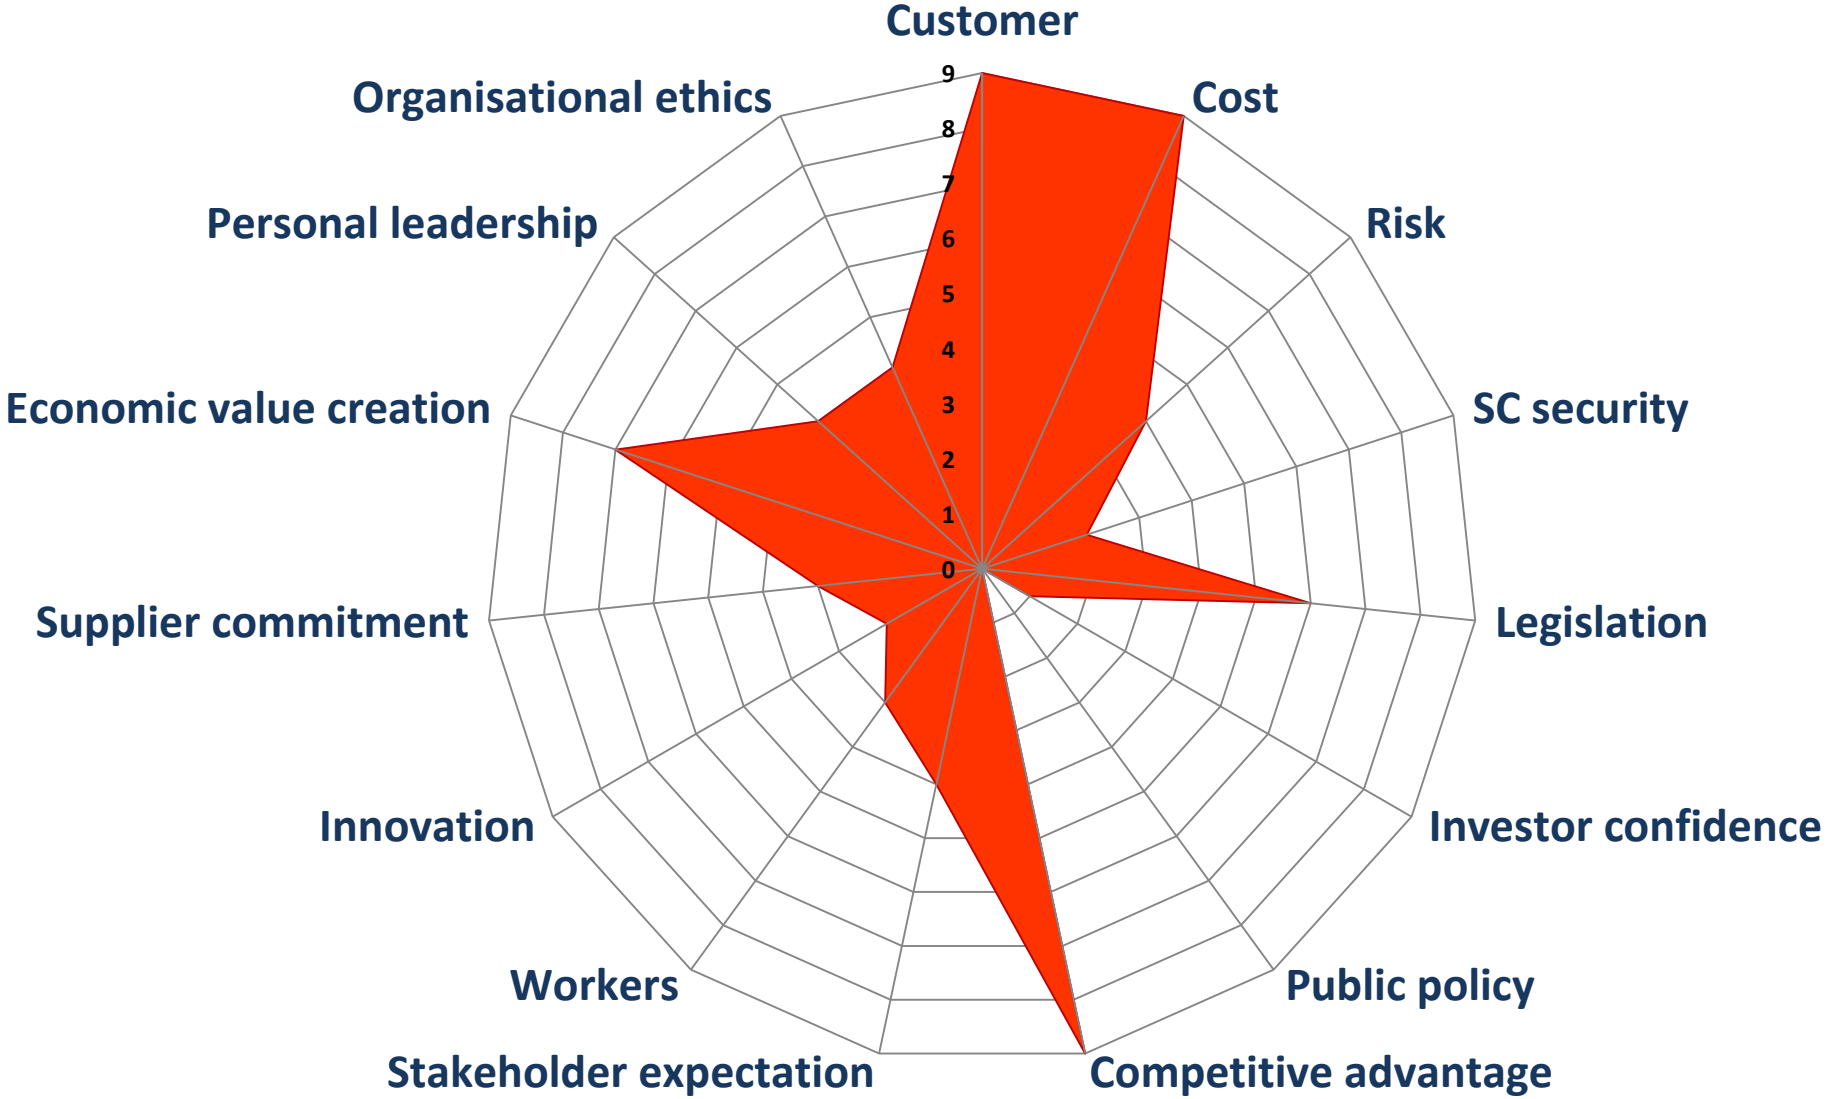 Customer
Organisational ethics
Cost
Personal leadership
Risk
Economic value creation
SC security
Supplier commitment
Legislation
Innovation
Investor confidence
Workers
Public policy
Stakeholder expectation
Competitive advantage
9
8
7
6
5
4
3
2
1
0